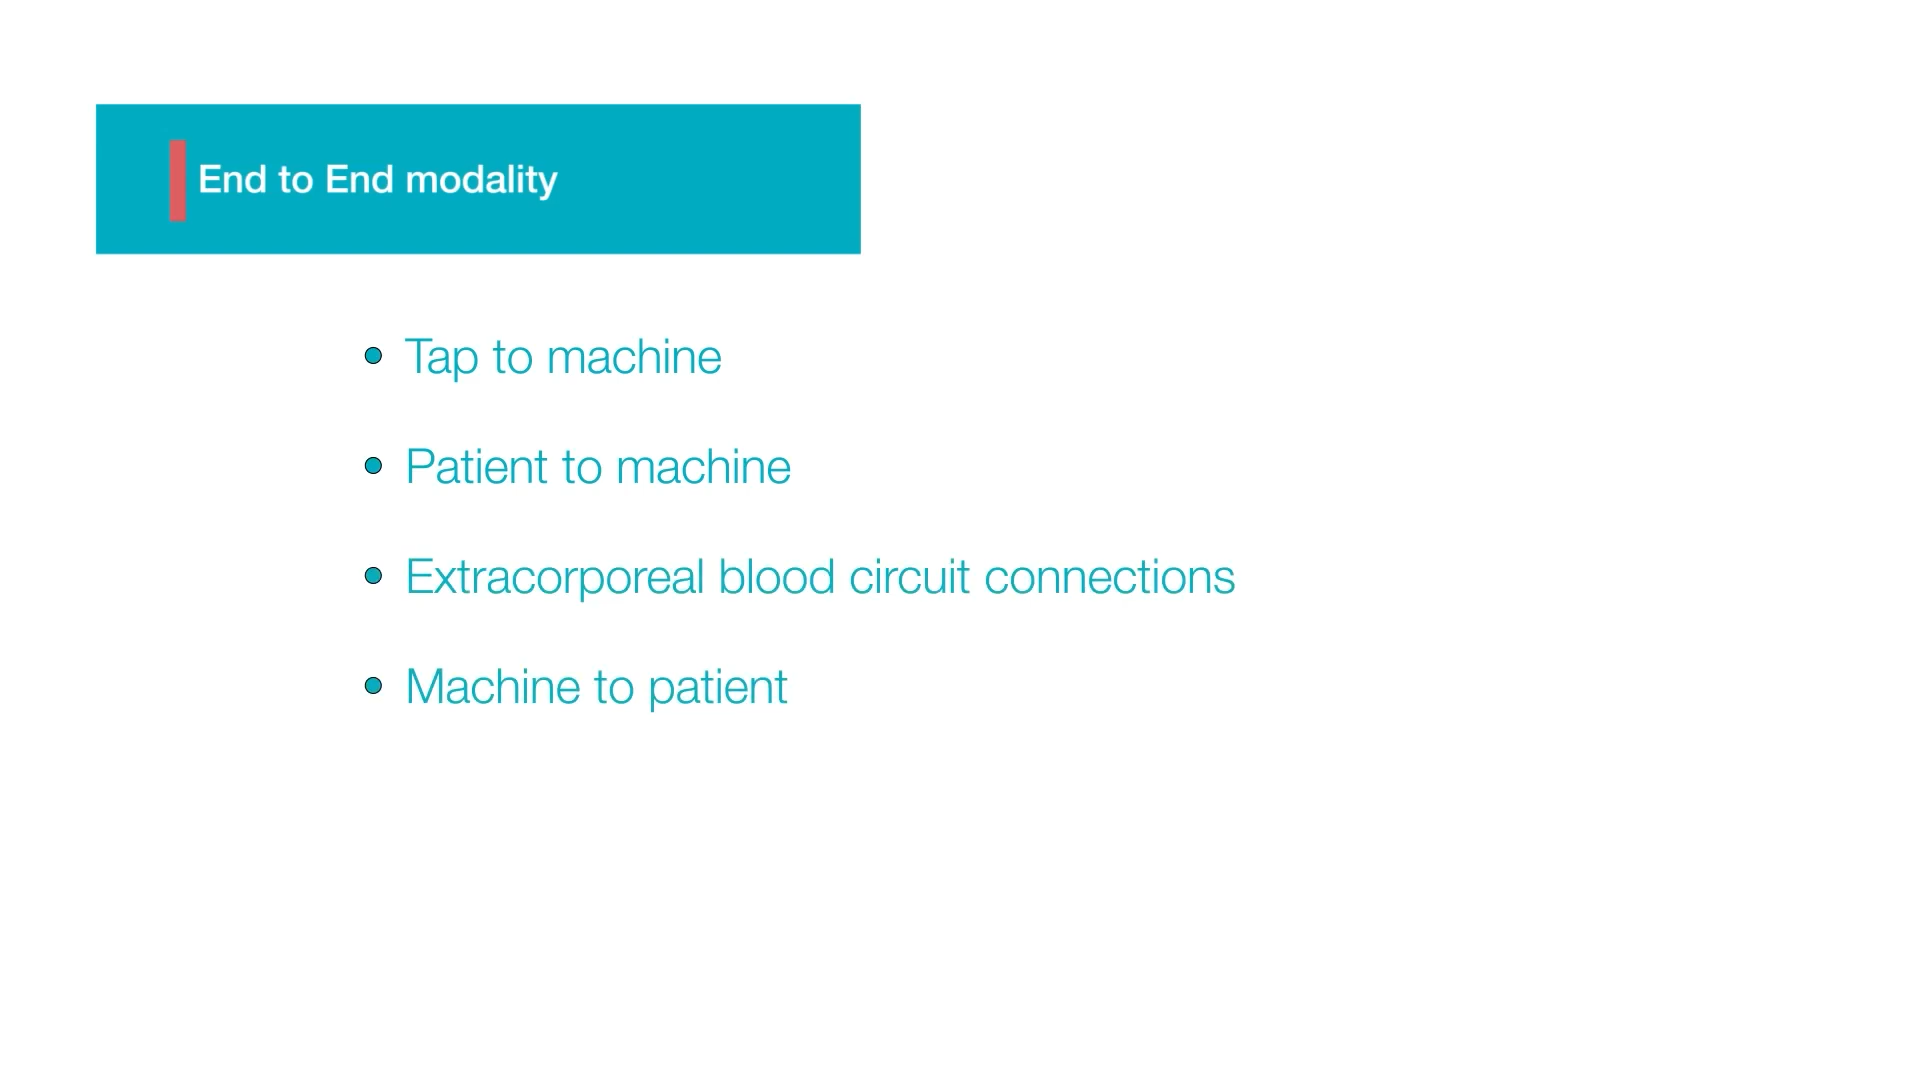 End to End modality
Tap to machine
Patient to machine
Extracorporeal blood circuit connections
Machine to patient